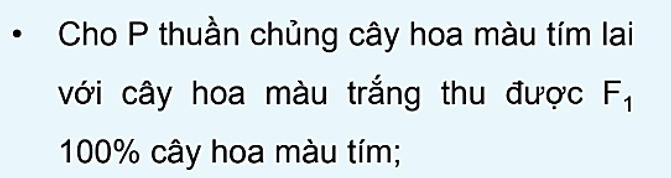 • Cho P thuần chủng cây hoa màu tím lai
với cây hoa màu trắng thu được F₁
100% cây hoa màu tím;